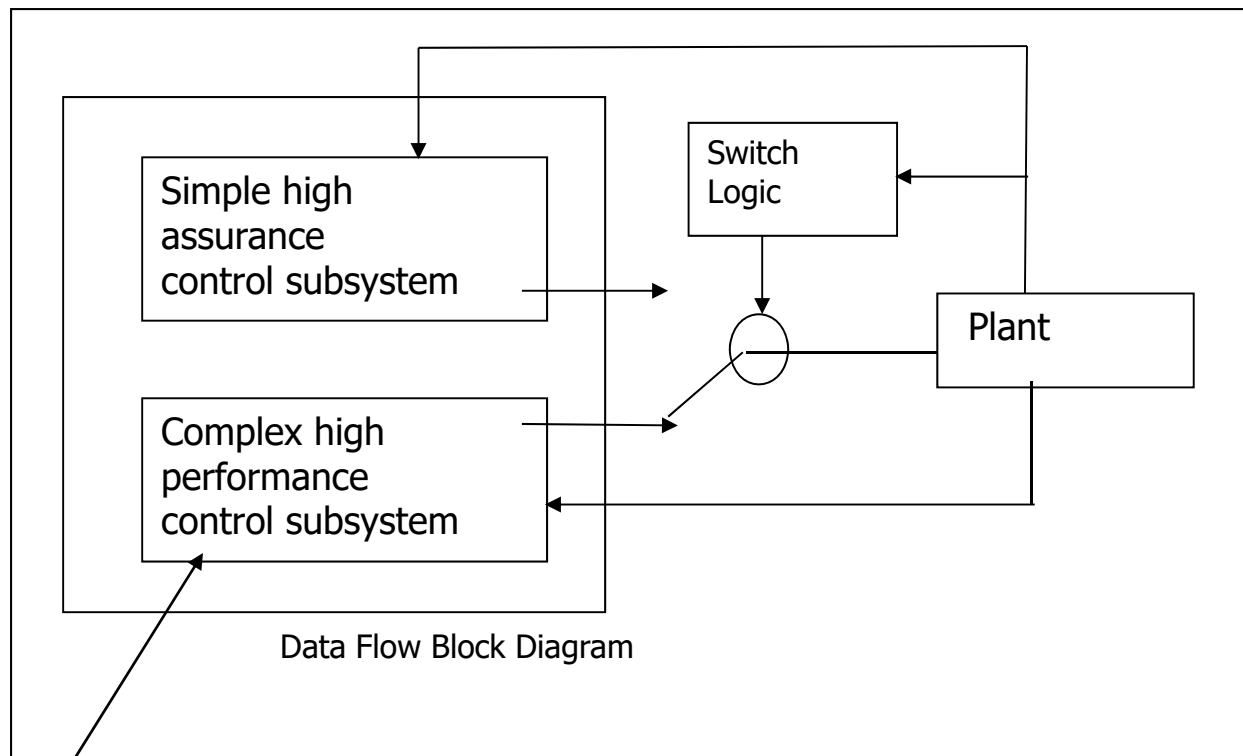 Simple high
assurance
control subsystem
Switch
Logic
Plant
Complex high
performance
control subsystem
Data Flow Block Diagram